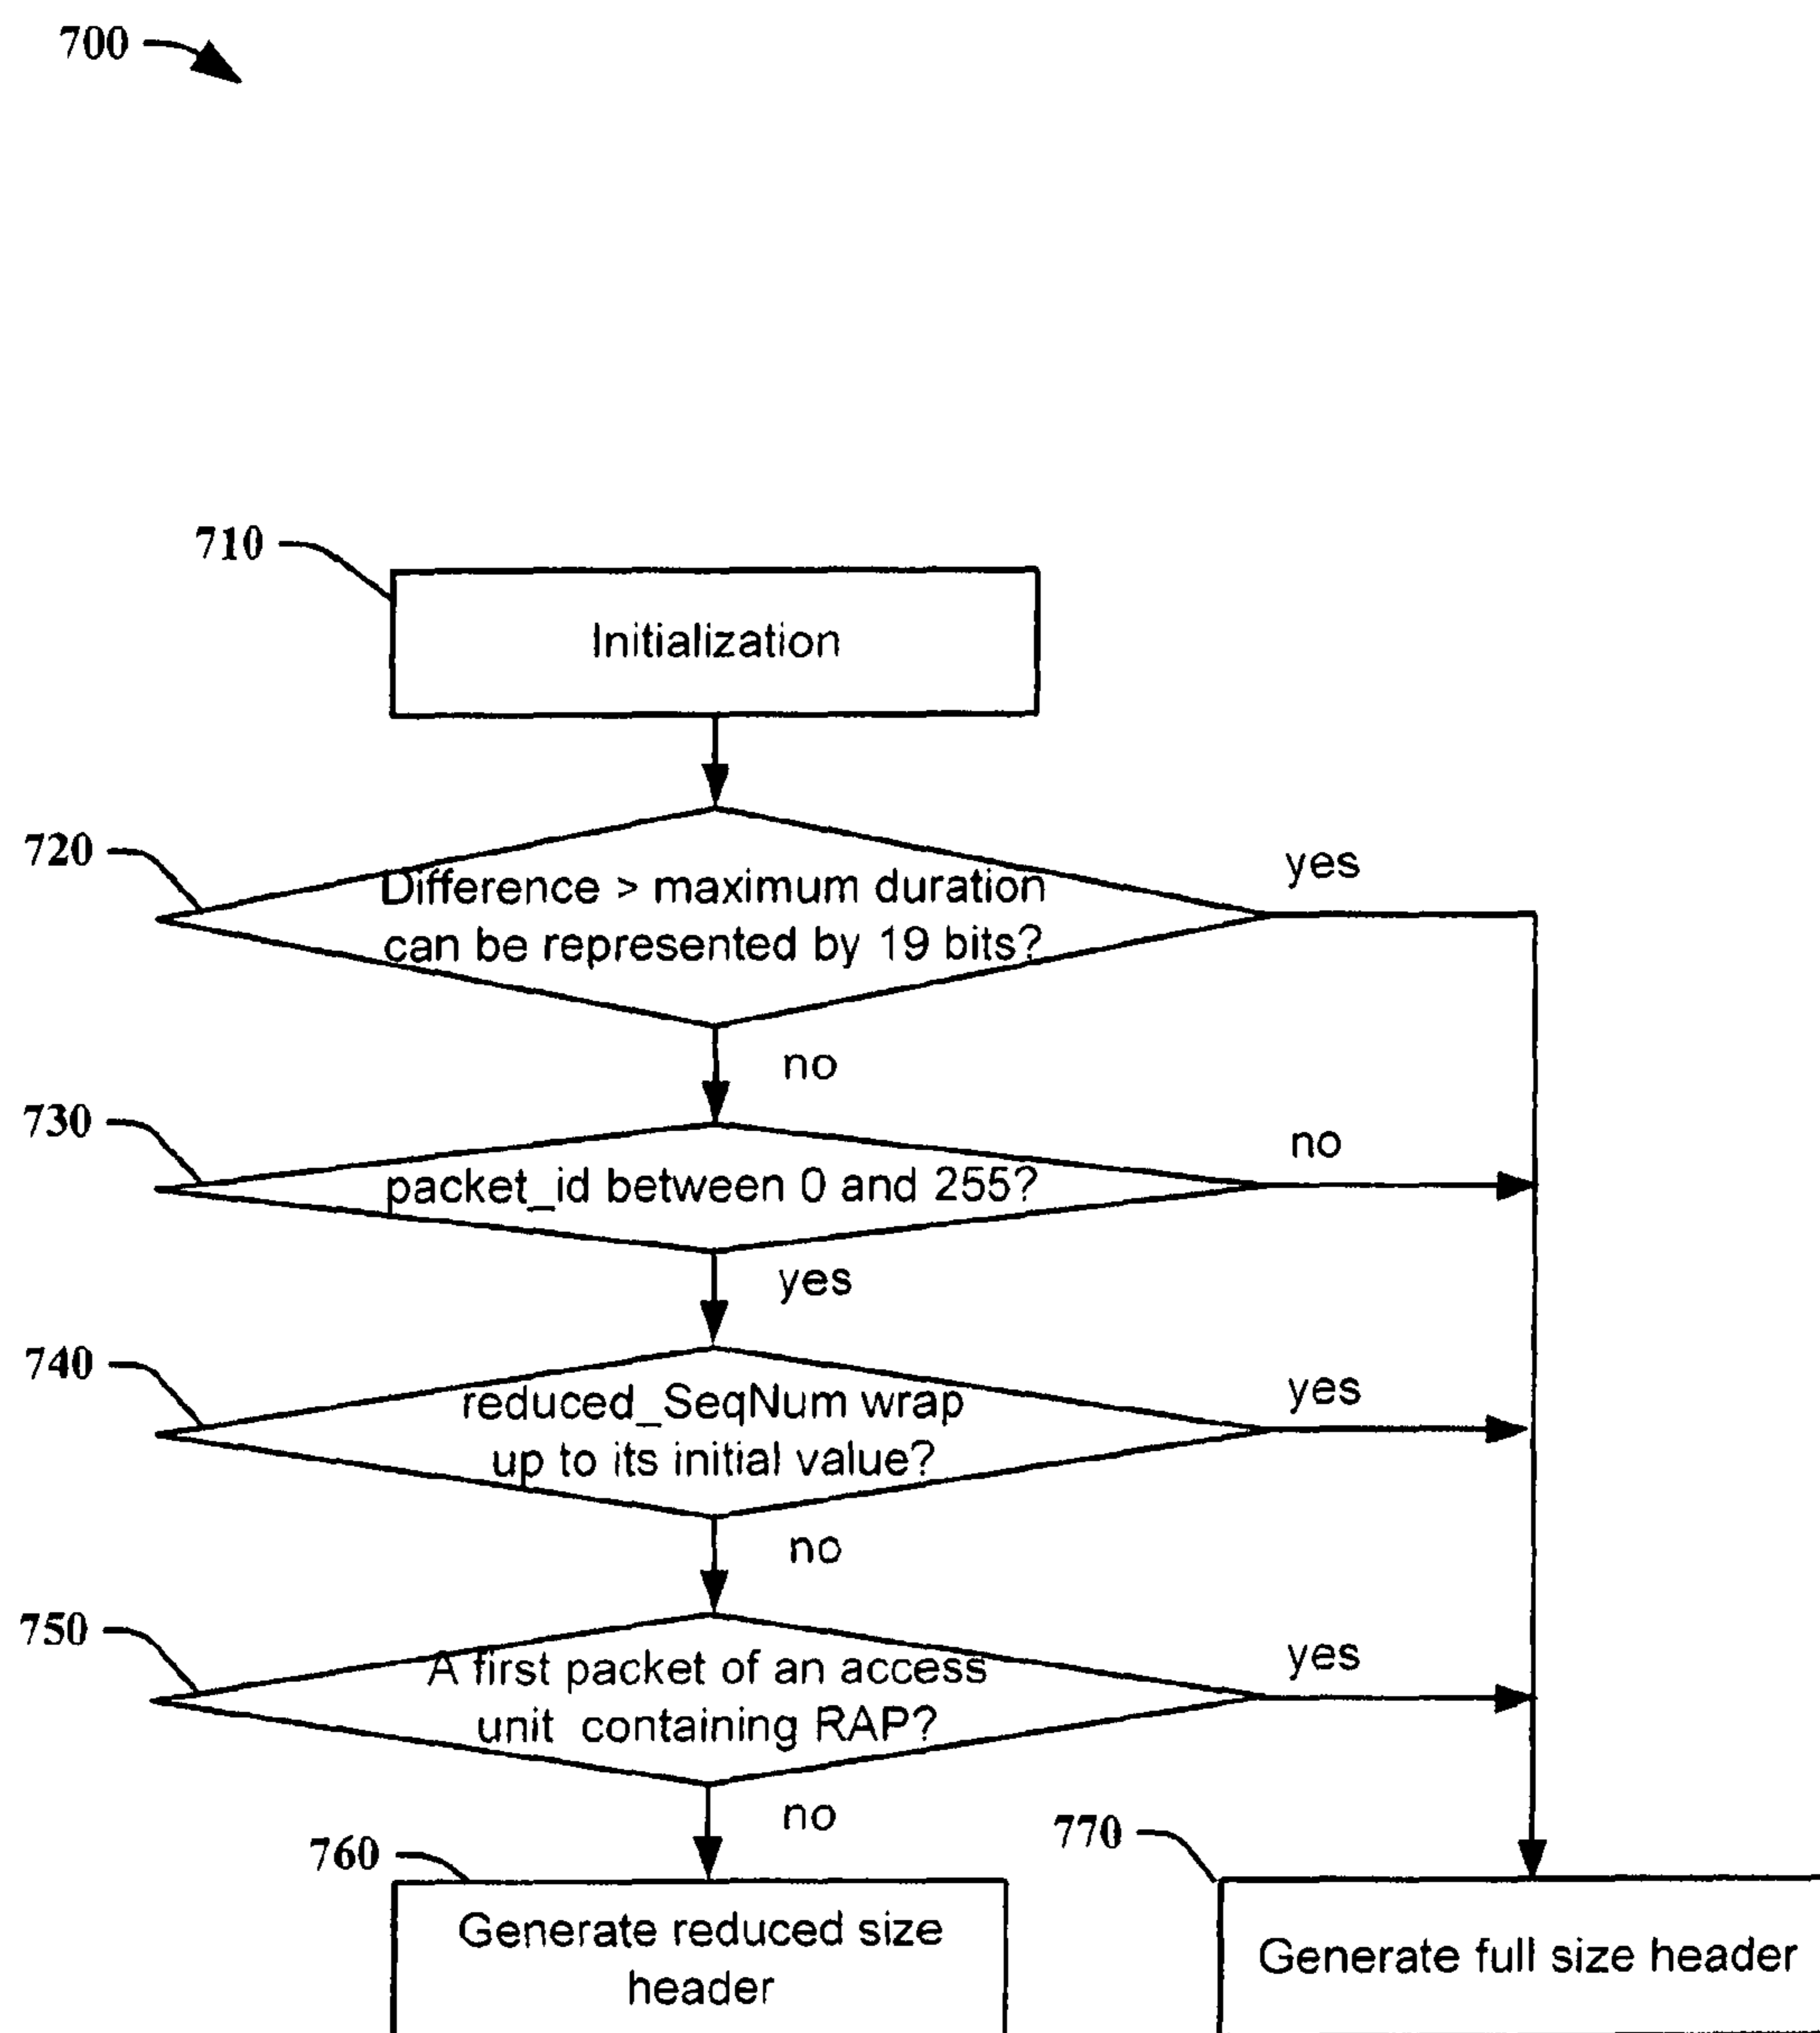 700
710
Initialization
720
Difference > maximum duration
can be represented by 19 bits?
yes
no
730
packet_id between 0 and 255?
no
yes
740
reduced_SeqNum wrap
up to its initial value?
yes
no
750
A first packet of an access
unit containing RAP?
yes
no
760
Generate reduced size
header
770
Generate full size header